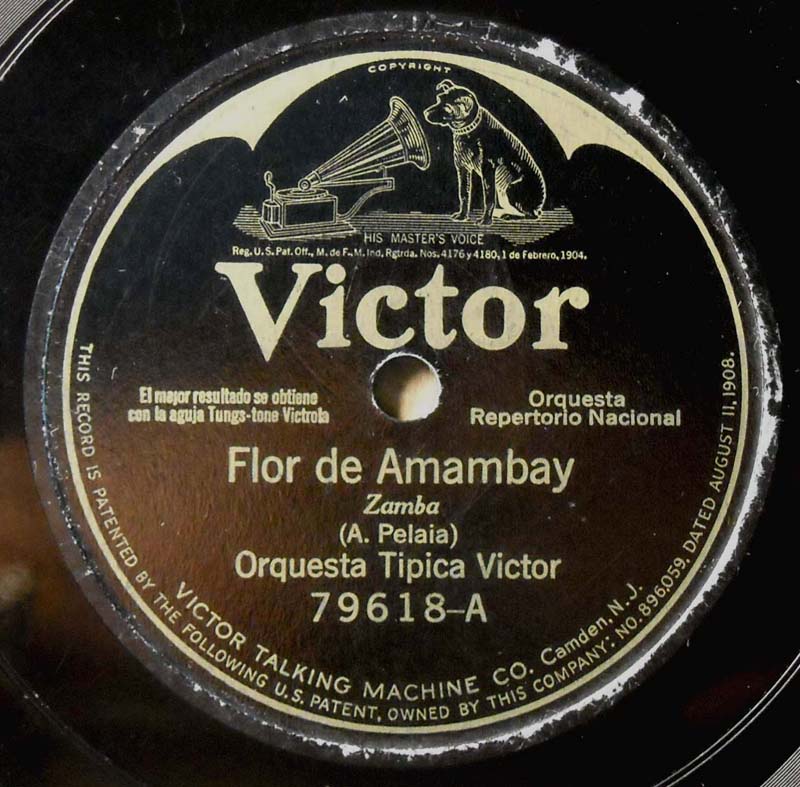 COPYRIGHT
HIS MASTER'S VOICE
Reg. U.S. Pat. Off., M. de F., M. Ind. Rgtrda. Nos. 4176 y 4180, 1 de Febrero, 1904.
Victor
El mejor resultado se obtiene
con la aguja Tungs-tone Victrola
Orquesta
Repertorio Nacional
Flor de Amambay
Zamba
(A. Pelaia)
Orquesta Tipica Victor
79618-A
VICTOR TALKING MACHINE CO. Camden, N. J.
THIS RECORD IS PATENTED BY THE FOLLOWING U.S. PATENT, OWNED BY THIS COMPANY: NO. 896,059, DATED AUGUST 11, 1908.